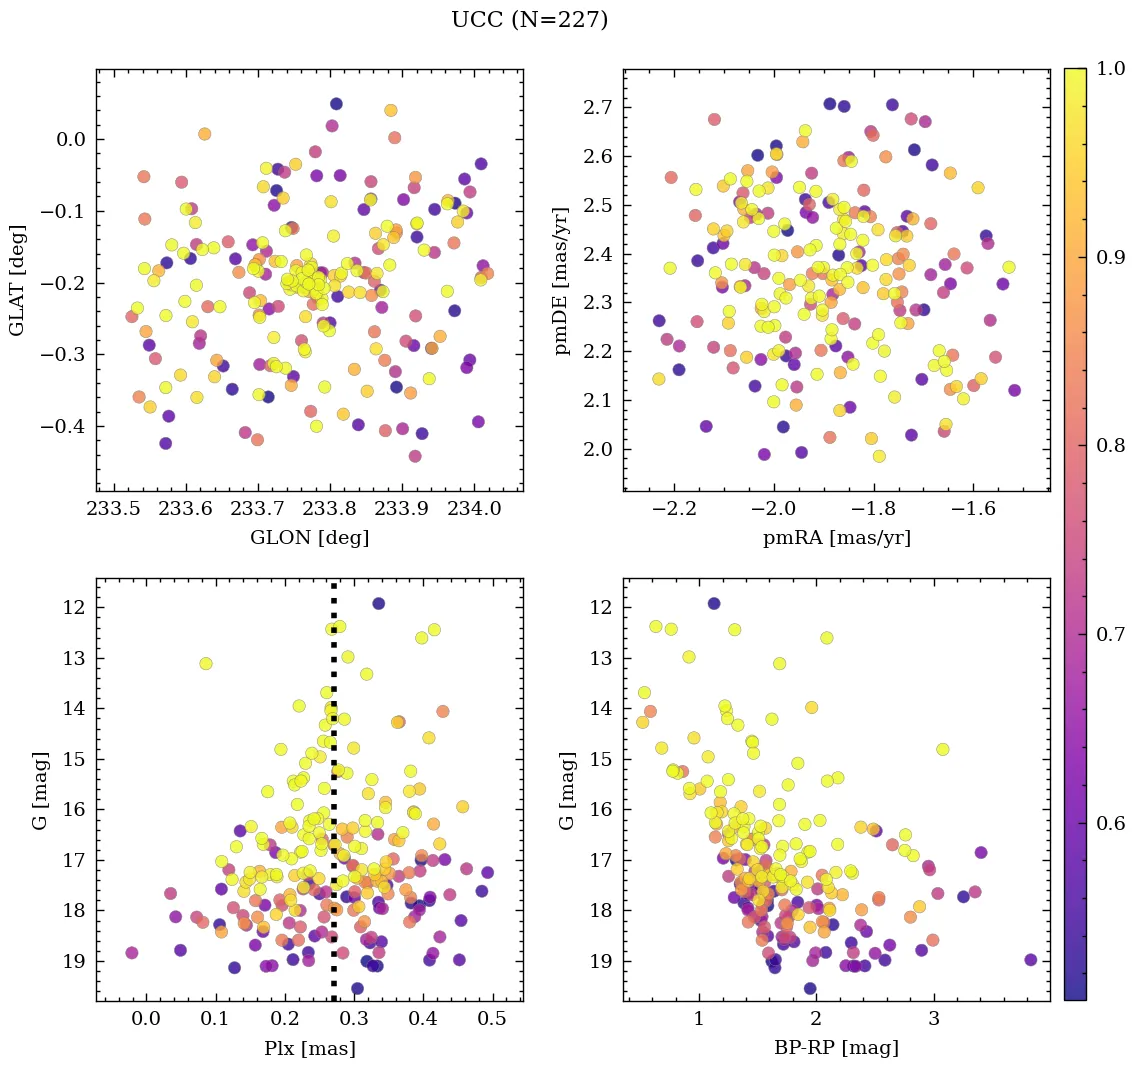 UCC (N=227)
0.0
−0.1
−0.2
−0.3
−0.4
GLAT [deg]
233.5 233.6 233.7 233.8 233.9 234.0
GLON [deg]
2.7
2.6
2.5
2.4
2.3
2.2
2.1
2.0
pmDE [mas/yr]
−2.2 −2.0 −1.8 −1.6
pmRA [mas/yr]
1.0
0.9
0.8
0.7
0.6
12
13
14
15
16
17
18
19
G [mag]
0.0 0.1 0.2 0.3 0.4 0.5
Plx [mas]
12
13
14
15
16
17
18
19
G [mag]
1 2 3
BP-RP [mag]